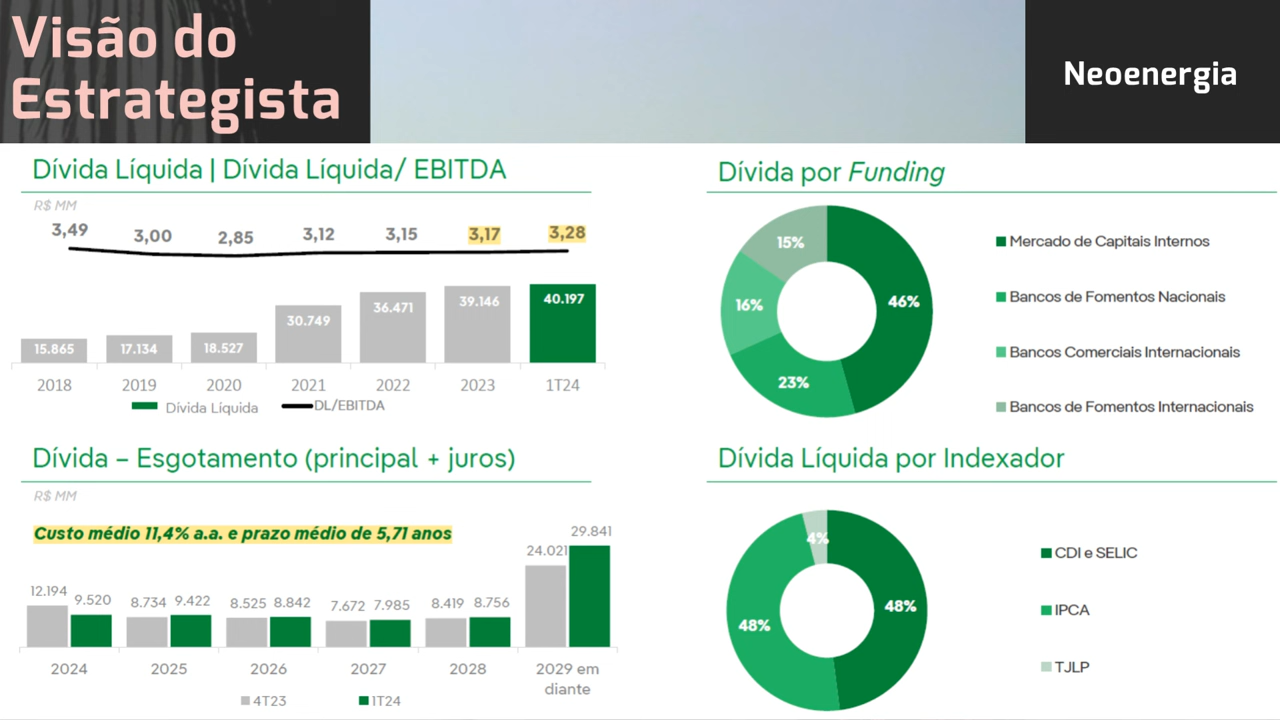 Visão do
Estrategista
Neoenergia
Dívida Líquida | Dívida Líquida/ EBITDA
R$ MM
3,49 3,00 2,85 3,12 3,15 3,17 3,28
15.865 17.134 18.527 30.749 36.471 39.146 40.197
2018 2019 2020 2021 2022 2023 1T24
Dívida Líquida DL/EBITDA
Dívida por Funding
15%
46%
16%
23%
Mercado de Capitais Internos
Bancos de Fomentos Nacionais
Bancos Comerciais Internacionais
Bancos de Fomentos Internacionais
Dívida – Esgotamento (principal + juros)
R$ MM
Custo médio 11,4% a.a. e prazo médio de 5,71 anos
12.194 9.520 8.734 9.422 8.525 8.842 7.672 7.985 8.419 8.756 24.021 29.841
2024 2025 2026 2027 2028 2029 em
diante
4T23 1T24
Dívida Líquida por Indexador
4%
48%
48%
CDI e SELIC
IPCA
TJLP